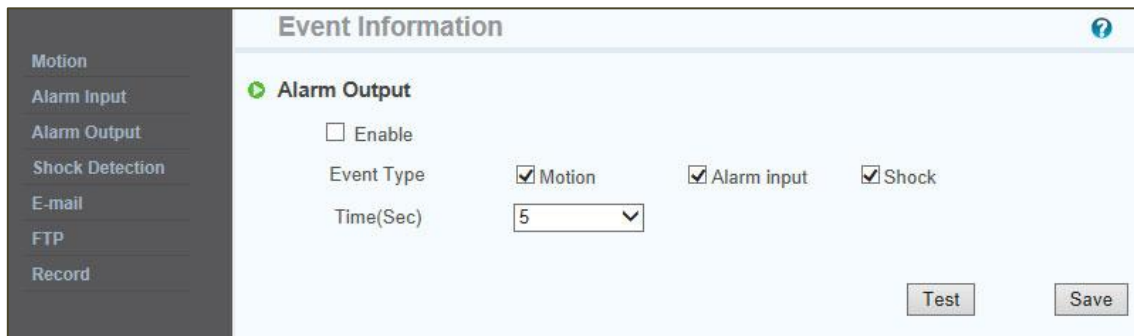 Event Information
?
Motion
Alarm Input
Alarm Output
Shock Detection
E-mail
FTP
Record
Alarm Output
Enable
Event Type Motion Alarm input Shock
Time(Sec) 5
Test Save